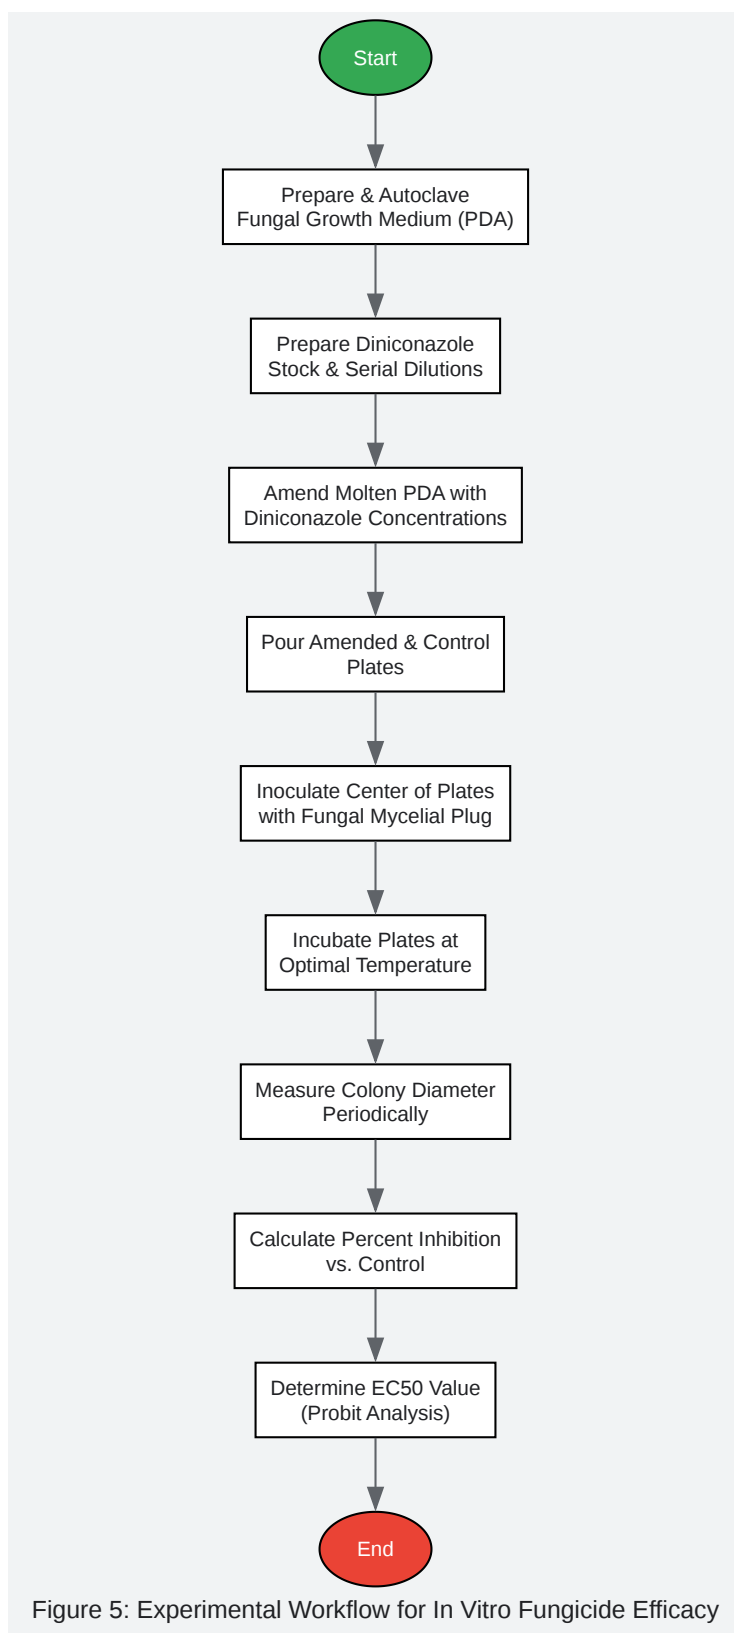 Start
Prepare & Autoclave
Fungal Growth Medium (PDA)
Prepare Diniconazole
Stock & Serial Dilutions
Amend Molten PDA with
Diniconazole Concentrations
Pour Amended & Control
Plates
Inoculate Center of Plates
with Fungal Mycelial Plug
Incubate Plates at
Optimal Temperature
Measure Colony Diameter
Periodically
Calculate Percent Inhibition
vs. Control
Determine EC50 Value
(Probit Analysis)
End
Figure 5: Experimental Workflow for In Vitro Fungicide Efficacy